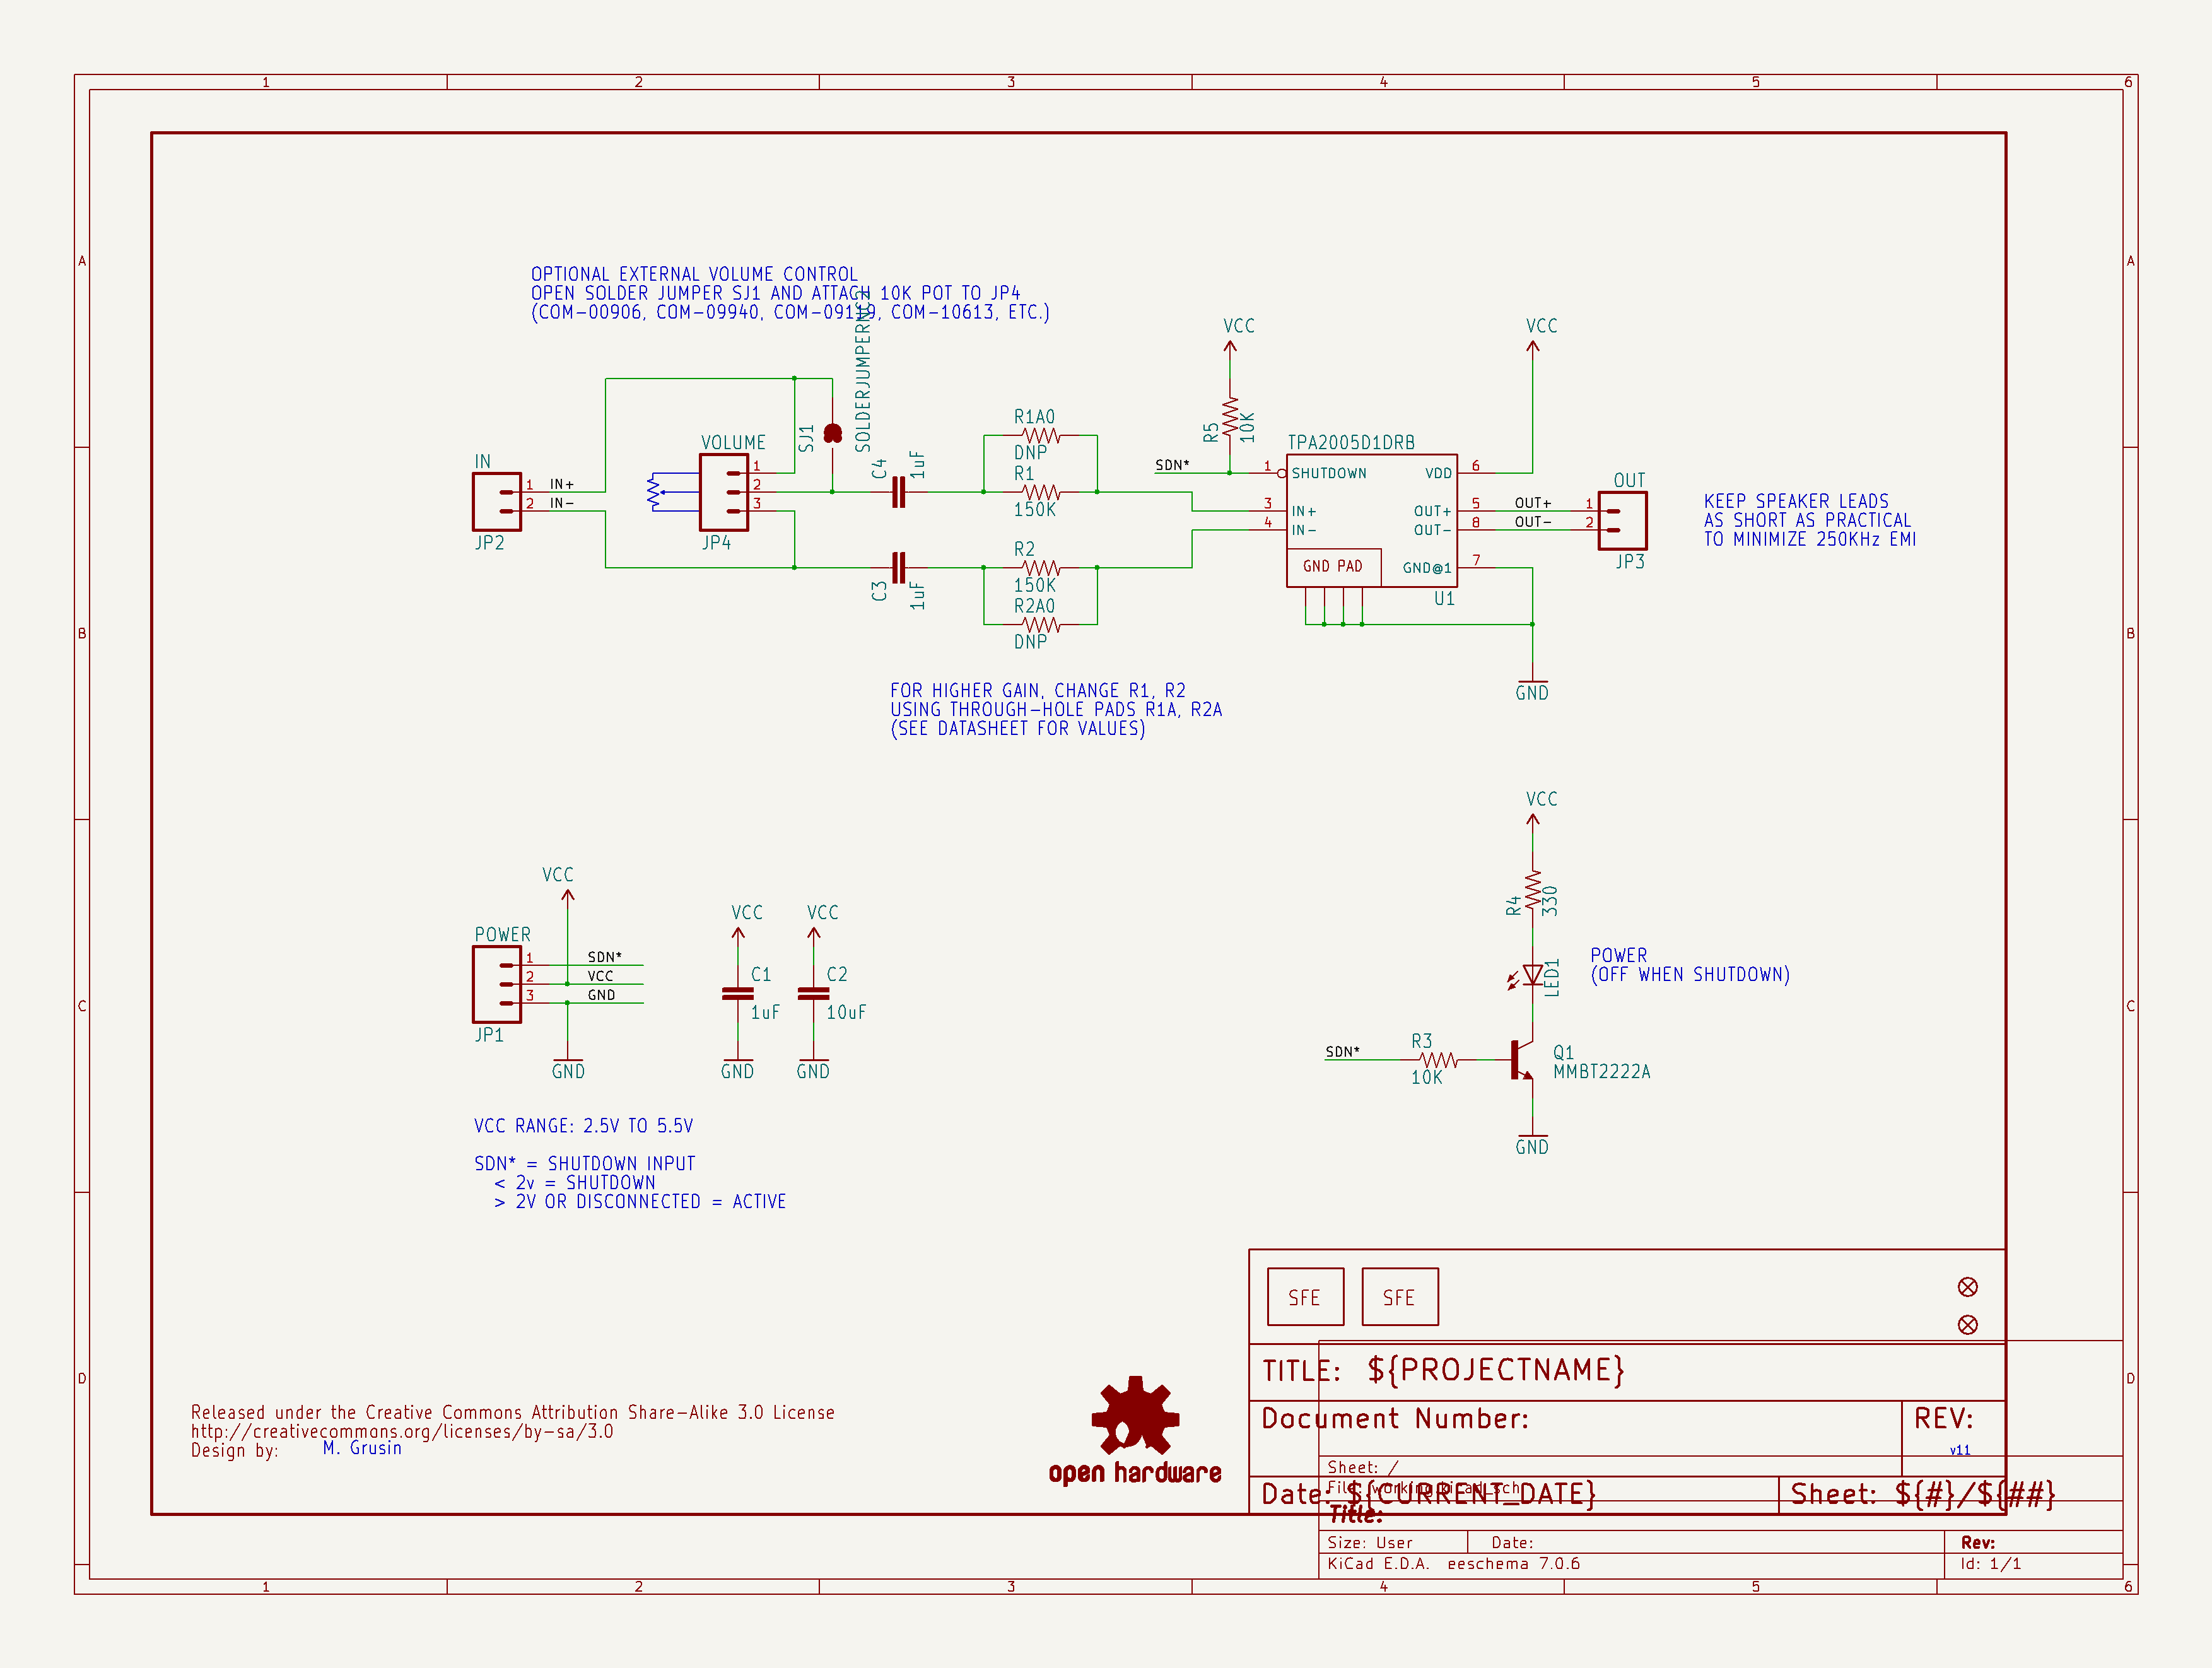 1 2 3 4 5 6
A A
OPTIONAL EXTERNAL VOLUME CONTROL
OPEN SOLDER JUMPER SJ1 AND ATTACH 10K POT TO JP4
(COM-00906, COM-09940, COM-09119, COM-10613, ETC.)
SOLDERJUMPERNC2
SJ1
VOLUME
1
2
3
JP4
IN
1 IN+
2 IN-
JP2
C4
1uF
C3
1uF
R1A0
DNP
R1
150K
R2
150K
R2A0
DNP
VCC
R5
10K
SDN*
VCC
TPA2005D1DRB
1 SHUTDOWN VDD 6
3 IN+ OUT+ 5 OUT+ 1
4 IN- OUT- 8 OUT- 2
GND PAD GND@1 7
U1
OUT
JP3
KEEP SPEAKER LEADS
AS SHORT AS PRACTICAL
TO MINIMIZE 250KHz EMI
GND
B B
FOR HIGHER GAIN, CHANGE R1, R2
USING THROUGH-HOLE PADS R1A, R2A
(SEE DATASHEET FOR VALUES)
VCC
POWER
1 SDN*
2 VCC
3 GND
JP1
GND
VCC
C1
1uF
GND
VCC
C2
10uF
GND
VCC
R4
330
LED1
POWER
(OFF WHEN SHUTDOWN)
SDN*
R3
10K
Q1
MMBT2222A
GND
C C
VCC RANGE: 2.5V TO 5.5V
SDN* = SHUTDOWN INPUT
< 2v = SHUTDOWN
> 2V OR DISCONNECTED = ACTIVE
SFE SFE
TITLE: ${PROJECTNAME}
Document Number:
REV:
v11
Date: ${CURRENT_DATE}
Sheet: ${#}/${##}
D D
Released under the Creative Commons Attribution Share-Alike 3.0 License
http://creativecommons.org/licenses/by-sa/3.0
Design by: M. Grusin
open hardware
Sheet: /
File: working.kicad_sch
Title:
Size: User Date: Rev:
KiCad E.D.A. eeschema 7.0.6 Id: 1/1
1 2 3 4 5 6